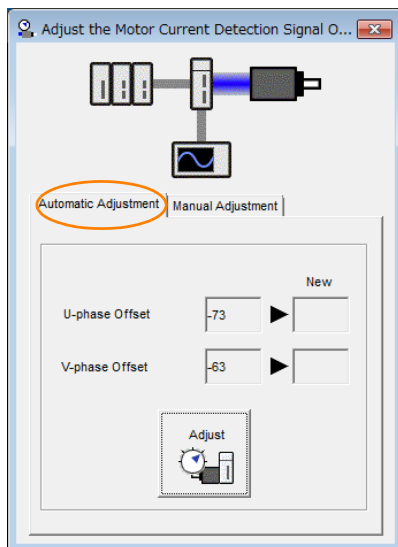 Adjust the Motor Current Detection Signal O...
Automatic Adjustment Manual Adjustment
New
U-phase Offset -73
V-phase Offset -63
Adjust